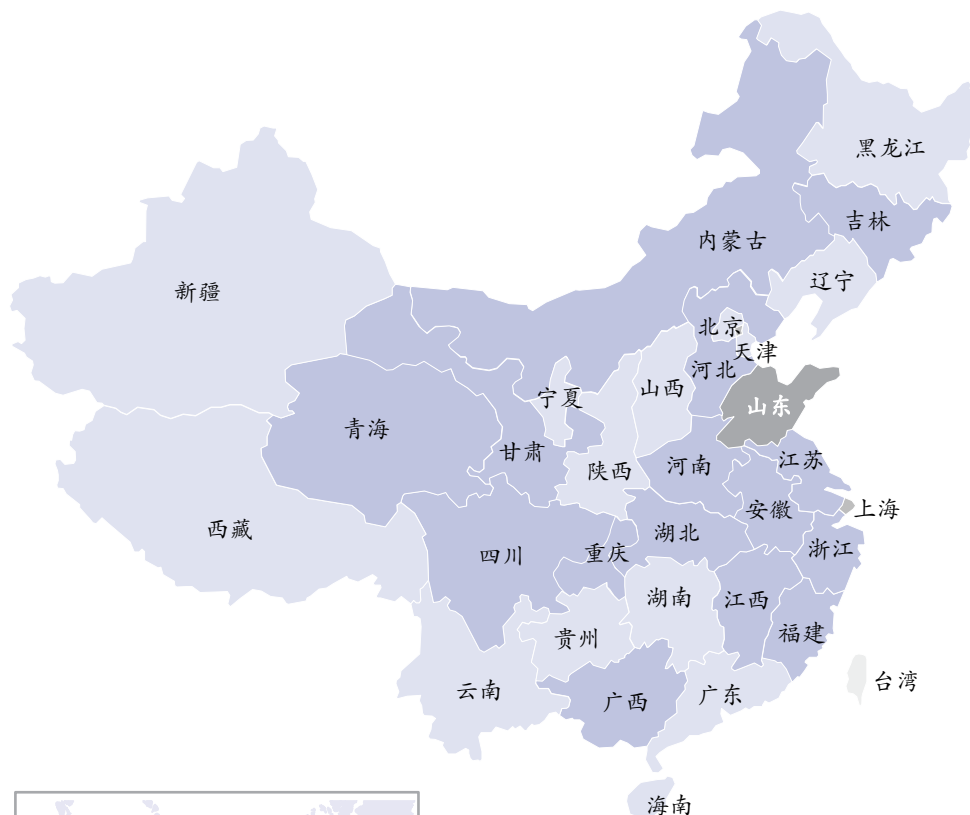 黑龙江
吉林
内蒙古
辽宁
新疆
北京
天津
河北
山西
宁夏
山东
青海
甘肃
陕西
河南
江苏
西藏
安徽
上海
湖北
四川
重庆
浙江
湖南
江西
贵州
福建
台湾
云南
广西
广东
海南